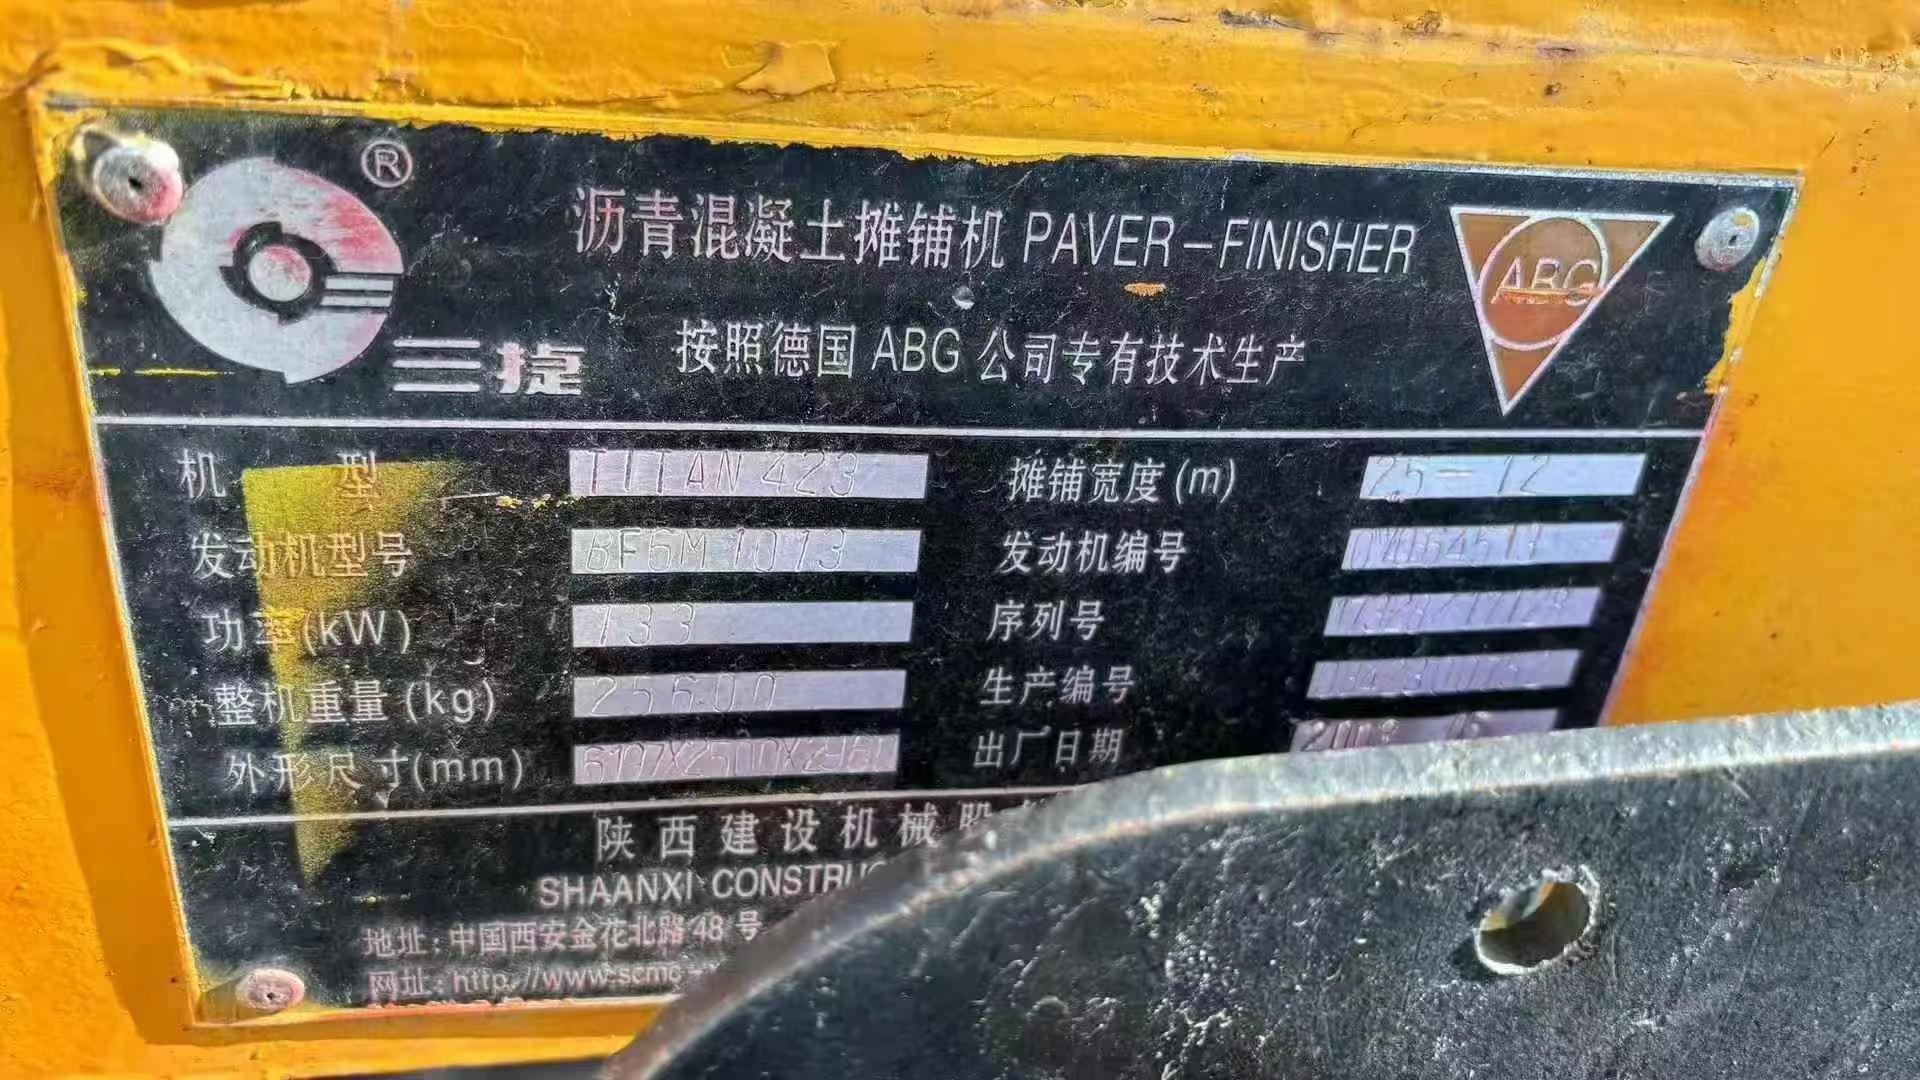 ®
三捷
沥青混凝土摊铺机 PAVER-FINISHER
ABG
按照德国 ABG 公司专有技术生产
机 型 TITAN 423 摊铺宽度(m) 2.5-12
发动机型号 BF6M1013 发动机编号
功率(kW) 133 序列号
整机重量(kg) 25600 生产编号
外形尺寸(mm) 出厂日期
陕西建设机械
SHAANXI CONSTRUC
地址:中国西安金花北路48号
网址:http://www.scmc